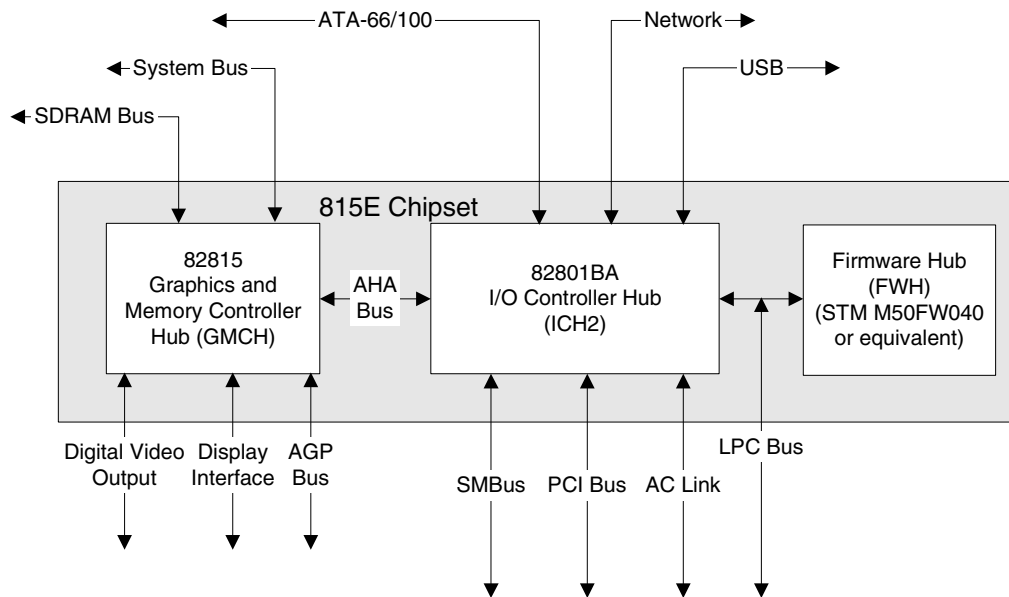 ATA-66/100
Network
System Bus
USB
SDRAM Bus
815E Chipset
82815
Graphics and
Memory Controller
Hub (GMCH)
AHA
Bus
82801BA
I/O Controller Hub
(ICH2)
Firmware Hub
(FWH)
(STM M50FW040
or equivalent)
Digital Video
Output
Display
Interface
AGP
Bus
SMBus
PCI Bus
AC Link
LPC Bus